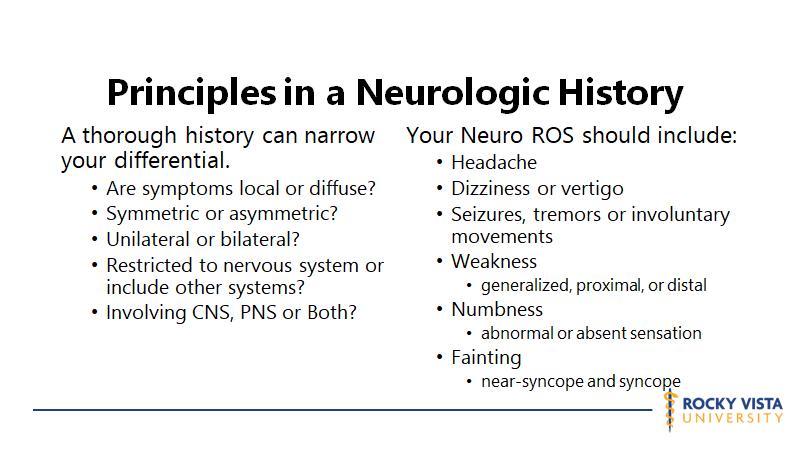 Principles in a Neurologic History
A thorough history can narrow
your differential.
• Are symptoms local or diffuse?
• Symmetric or asymmetric?
• Unilateral or bilateral?
• Restricted to nervous system or
include other systems?
• Involving CNS, PNS or Both?
Your Neuro ROS should include:
• Headache
• Dizziness or vertigo
• Seizures, tremors or involuntary
movements
• Weakness
• generalized, proximal, or distal
• Numbness
• abnormal or absent sensation
• Fainting
• near-syncope and syncope
ROCKY VISTA
UNIVERSITY